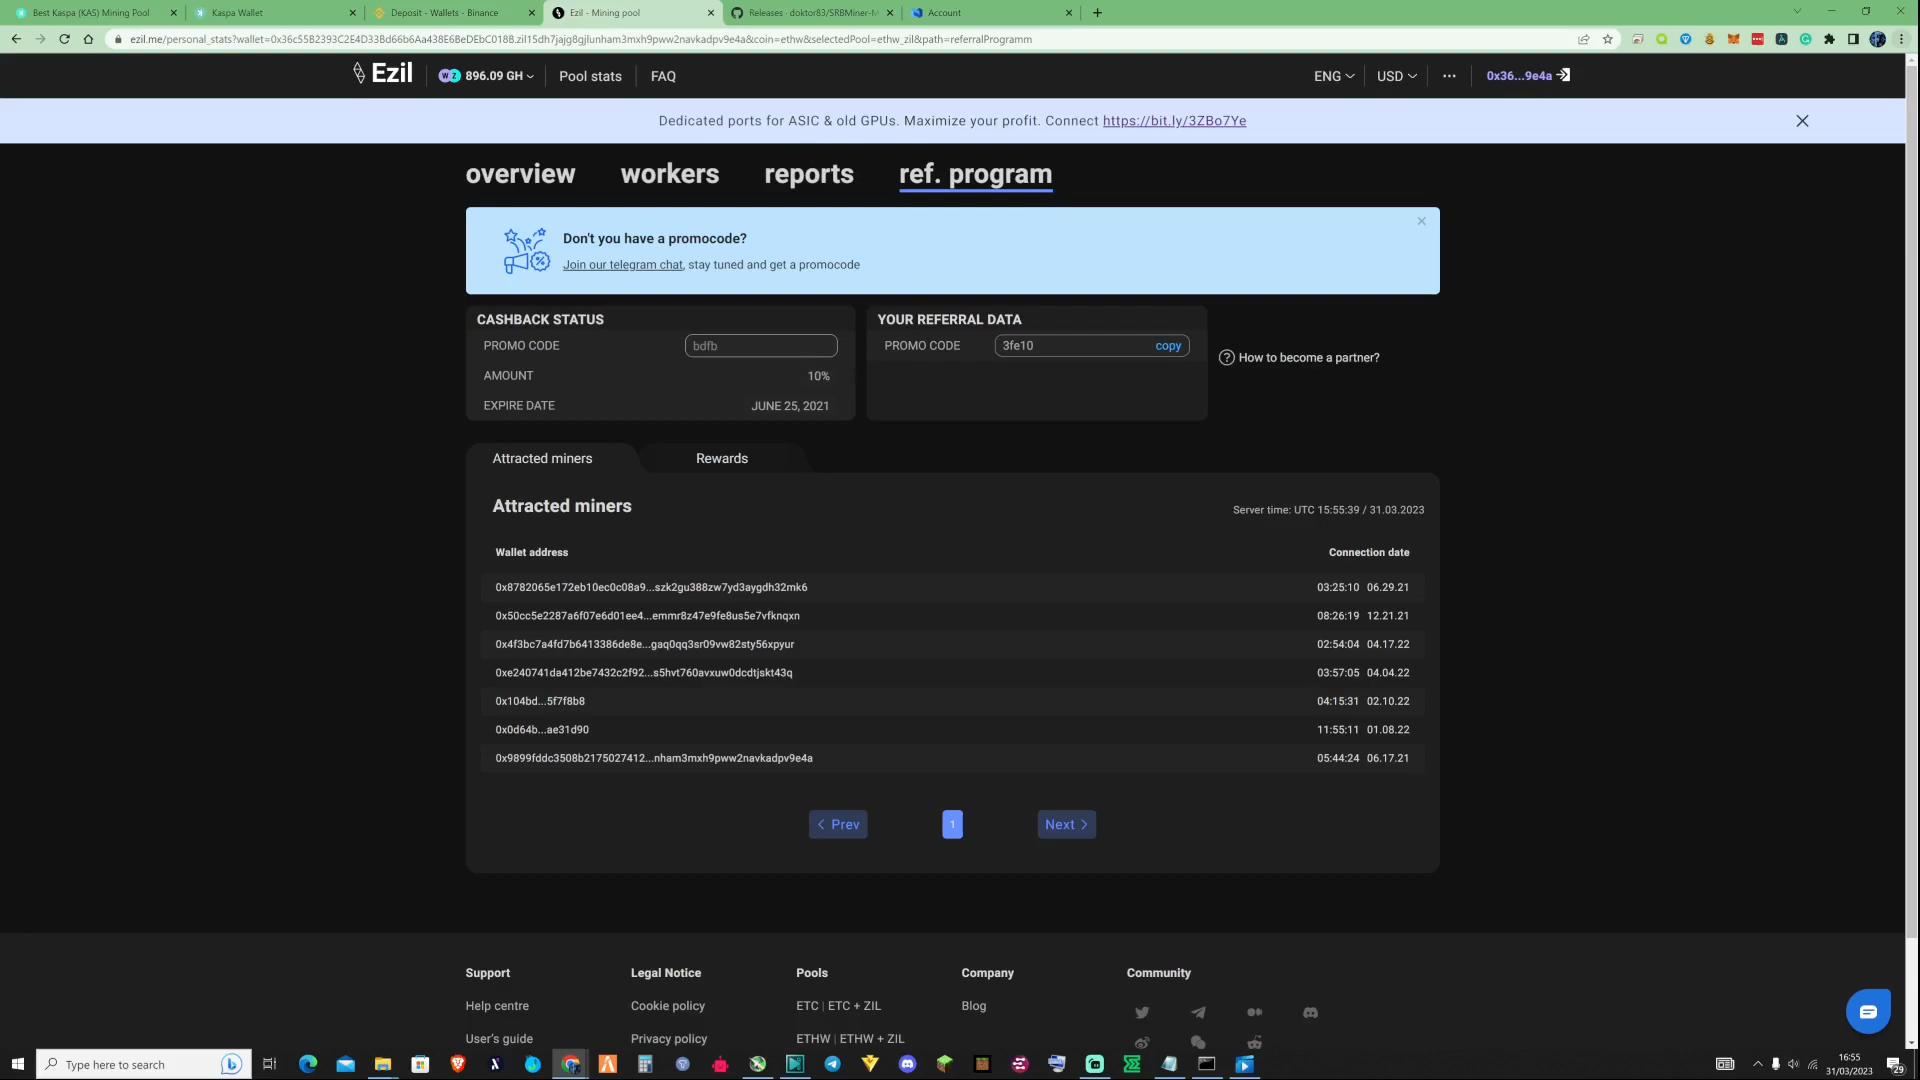 Best Kaspa (KAS) Mining Pool
Kaspa Wallet
Deposit - Wallets - Binance
Ezil - Mining pool
Releases · doktor83/SRBMiner-M
Account
ezil.me/personal_stats?wallet=0x36c55B2393C2E4D33Bd66b6Aa438E6BeDEbC018B.zil15dh7jajg8gjlunham3mxh9pww2navkadpv9e4a&coin=ethw&selectedPool=ethw_zil&path=referralProgramm
Ezil
W Z 896.09 GH
Pool stats
FAQ
ENG
USD
0x36...9e4a
Dedicated ports for ASIC & old GPUs. Maximize your profit. Connect https://bit.ly/3ZBo7Ye
overview workers reports ref. program
Don't you have a promocode?
Join our telegram chat, stay tuned and get a promocode
CASHBACK STATUS
PROMO CODE bdfb
AMOUNT 10%
EXPIRE DATE JUNE 25, 2021
YOUR REFERRAL DATA
PROMO CODE 3fe10 copy
? How to become a partner?
Attracted miners Rewards
Attracted miners
Server time: UTC 15:55:39 / 31.03.2023
Wallet address Connection date
0x8782065e172eb10ec0c08a9...szk2gu388zw7yd3aygdh32mk6 03:25:10 06.29.21
0x50cc5e2287a6f07e6d01ee4...emmr8z47e9fe8us5e7vfknqxn 08:26:19 12.21.21
0x4f3bc7a4fd7b6413386de8e...gaq0qq3sr09vw82sty56xpyur 02:54:04 04.17.22
0xe240741da412be7432c2f92...s5hvt760avxuw0dcdtjskt43q 03:57:05 04.04.22
0x104bd...5f7f8b8 04:15:31 02.10.22
0x0d64b...ae31d90 11:55:11 01.08.22
0x9899fddc3508b2175027412...nham3mxh9pww2navkadpv9e4a 05:44:24 06.17.21
< Prev 1 Next >
Support Legal Notice Pools Company Community
Help centre Cookie policy ETC | ETC + ZIL Blog
User's guide Privacy policy ETHW | ETHW + ZIL
Type here to search
16:55
31/03/2023
29